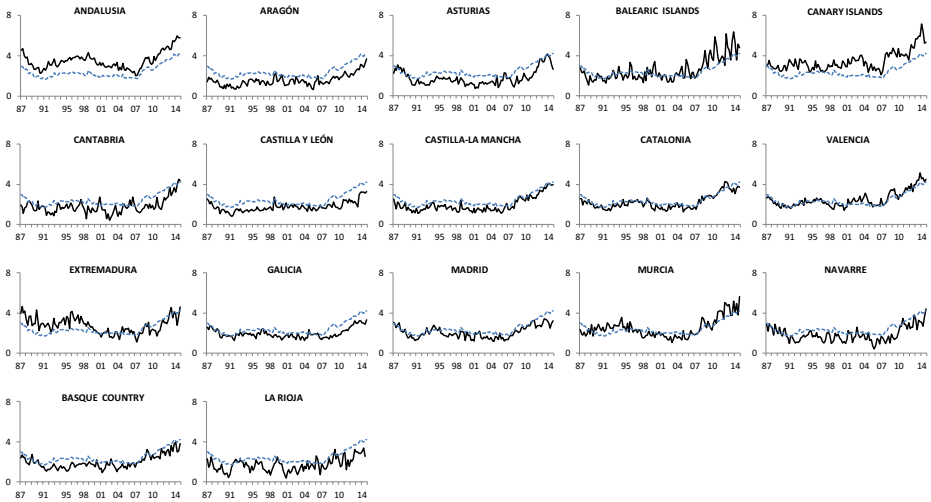 ANDALUSIA
8
4
0
87 91 95 98 01 04 07 10 14
ARAGÓN
8
4
0
87 91 95 98 01 04 07 10 14
ASTURIAS
8
4
0
87 91 95 98 01 04 07 10 14
BALEARIC ISLANDS
8
4
0
87 91 95 98 01 04 07 10 14
CANARY ISLANDS
8
4
0
87 91 95 98 01 04 07 10 14
CANTABRIA
8
4
0
87 91 95 98 01 04 07 10 14
CASTILLA Y LEÓN
8
4
0
87 91 95 98 01 04 07 10 14
CASTILLA-LA MANCHA
8
4
0
87 91 95 98 01 04 07 10 14
CATALONIA
8
4
0
87 91 95 98 01 04 07 10 14
VALENCIA
8
4
0
87 91 95 98 01 04 07 10 14
EXTREMADURA
8
4
0
87 91 95 98 01 04 07 10 14
GALICIA
8
4
0
87 91 95 98 01 04 07 10 14
MADRID
8
4
0
87 91 95 98 01 04 07 10 14
MURCIA
8
4
0
87 91 95 98 01 04 07 10 14
NAVARRE
8
4
0
87 91 95 98 01 04 07 10 14
BASQUE COUNTRY
8
4
0
87 91 95 98 01 04 07 10 14
LA RIOJA
8
4
0
87 91 95 98 01 04 07 10 14